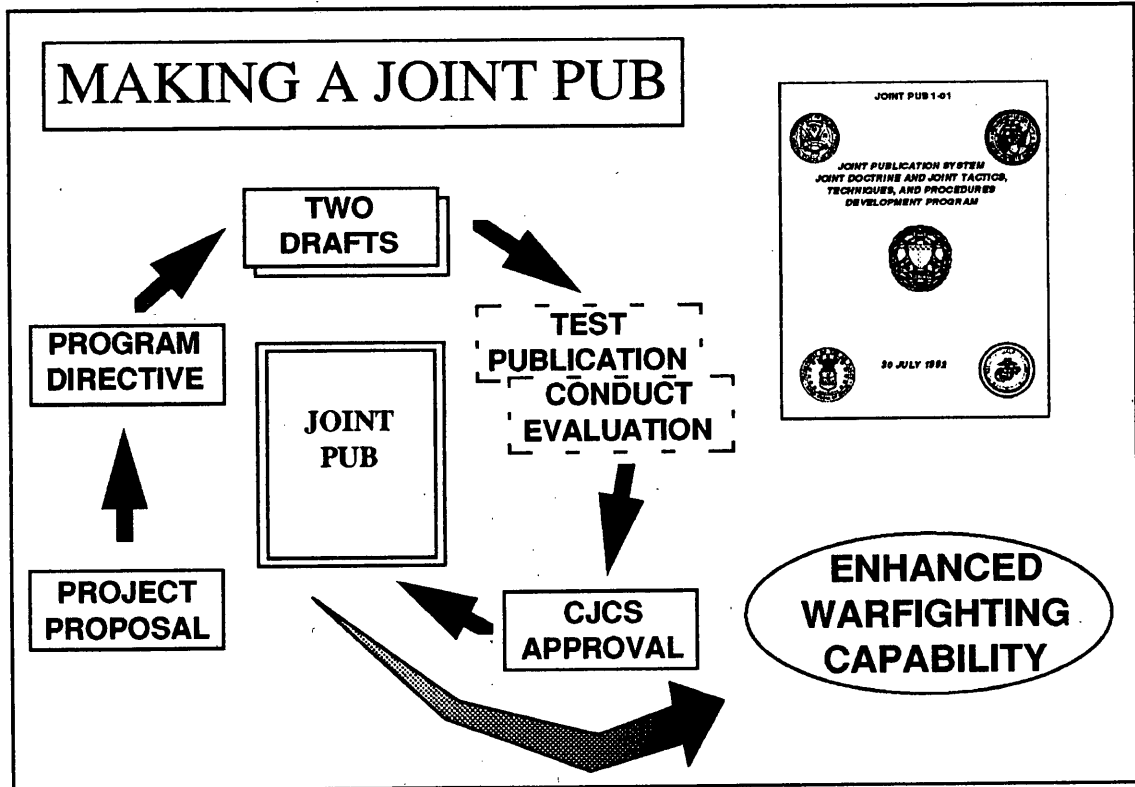 MAKING A JOINT PUB
JOINT PUB 1-01
JOINT PUBLICATION SYSTEM
JOINT DOCTRINE AND JOINT TACTICS,
TECHNIQUES, AND PROCEDURES
DEVELOPMENT PROGRAM
30 JULY 1992
TWO
DRAFTS
PROGRAM
DIRECTIVE
TEST
PUBLICATION
CONDUCT
EVALUATION
JOINT
PUB
PROJECT
PROPOSAL
CJCS
APPROVAL
ENHANCED
WARFIGHTING
CAPABILITY